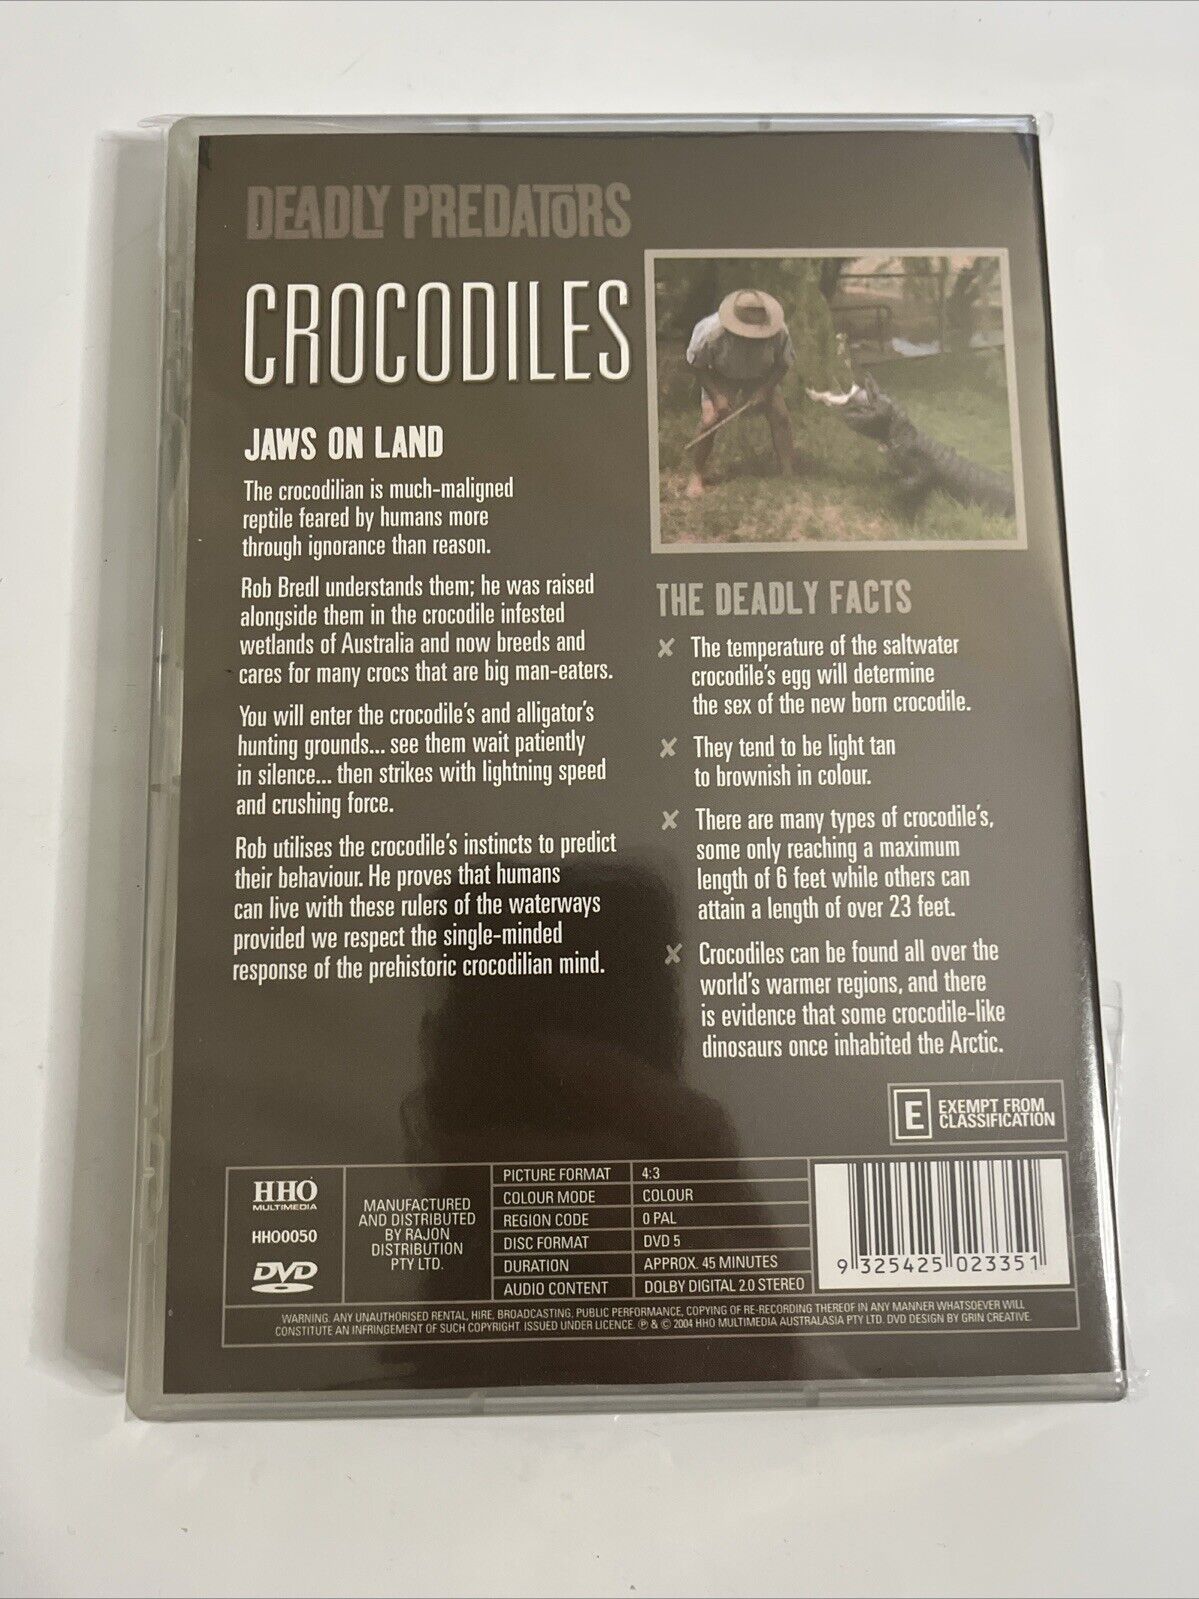 DEADLY PREDATORS
CROCODILES
JAWS ON LAND
The crocodilian is much-maligned
reptile feared by humans more
through ignorance than reason.
Rob Bredl understands them; he was raised
alongside them in the crocodile infested
wetlands of Australia and now breeds and
cares for many crocs that are big man-eaters.
You will enter the crocodile's and alligator's
hunting grounds... see them wait patiently
in silence... then strikes with lightning speed
and crushing force.
Rob utilises the crocodile's instincts to predict
their behaviour. He proves that humans
can live with these rulers of the waterways
provided we respect the single-minded
response of the prehistoric crocodilian mind.
THE DEADLY FACTS
✘ The temperature of the saltwater
crocodile's egg will determine
the sex of the new born crocodile.
✘ They tend to be light tan
to brownish in colour.
✘ There are many types of crocodile's,
some only reaching a maximum
length of 6 feet while others can
attain a length of over 23 feet.
✘ Crocodiles can be found all over the
world's warmer regions, and there
is evidence that some crocodile-like
dinosaurs once inhabited the Arctic.
E EXEMPT FROM
CLASSIFICATION
HHO
MULTIMEDIA
HHO0050
DVD
MANUFACTURED
AND DISTRIBUTED
BY RAJON
DISTRIBUTION
PTY LTD.
PICTURE FORMAT 4:3
COLOUR MODE COLOUR
REGION CODE 0 PAL
DISC FORMAT DVD 5
DURATION APPROX. 45 MINUTES
AUDIO CONTENT DOLBY DIGITAL 2.0 STEREO
9 325425 023351
WARNING. ANY UNAUTHORISED RENTAL, HIRE, BROADCASTING, PUBLIC PERFORMANCE, COPYING OF RE-RECORDING THEREOF IN ANY MANNER WHATSOEVER WILL
CONSTITUTE AN INFRINGEMENT OF SUCH COPYRIGHT. ISSUED UNDER LICENCE. ℗ & © 2004 HHO MULTIMEDIA AUSTRALASIA PTY LTD. DVD DESIGN BY GRIN CREATIVE.